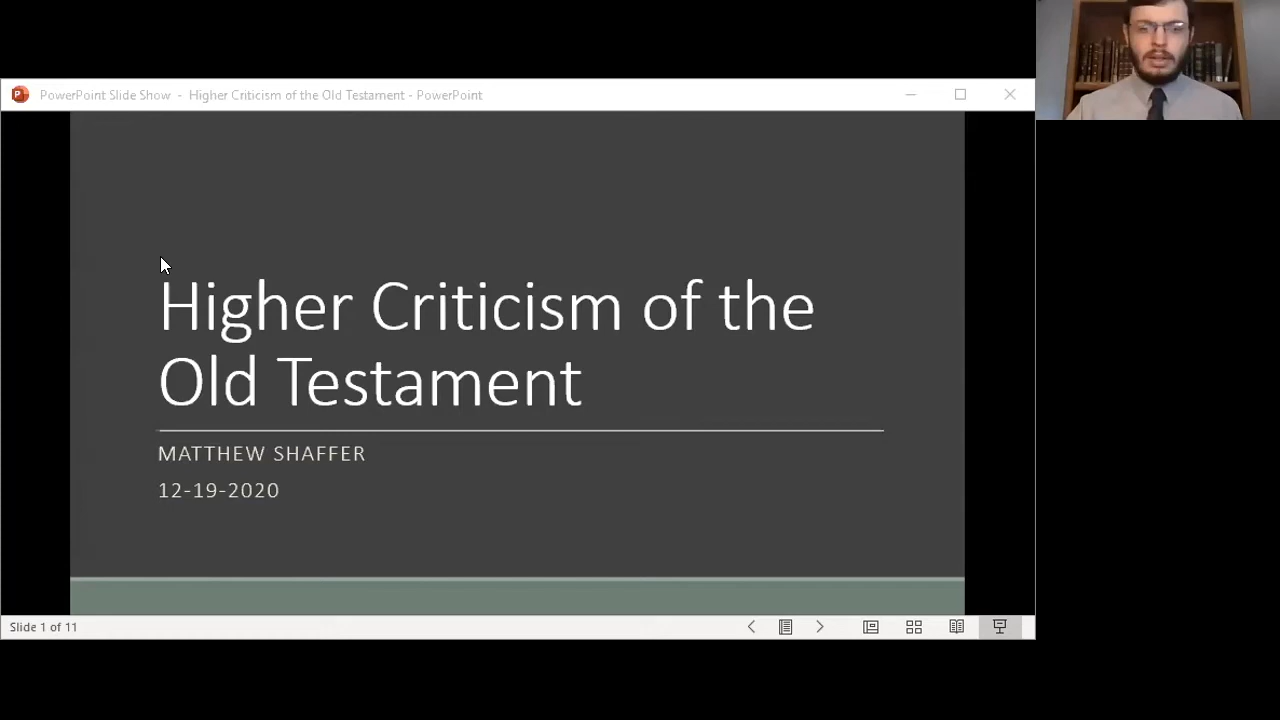 PowerPoint Slide Show - Higher Criticism of the Old Testament - PowerPoint
Higher Criticism of the
Old Testament
MATTHEW SHAFFER
12-19-2020
Slide 1 of 11